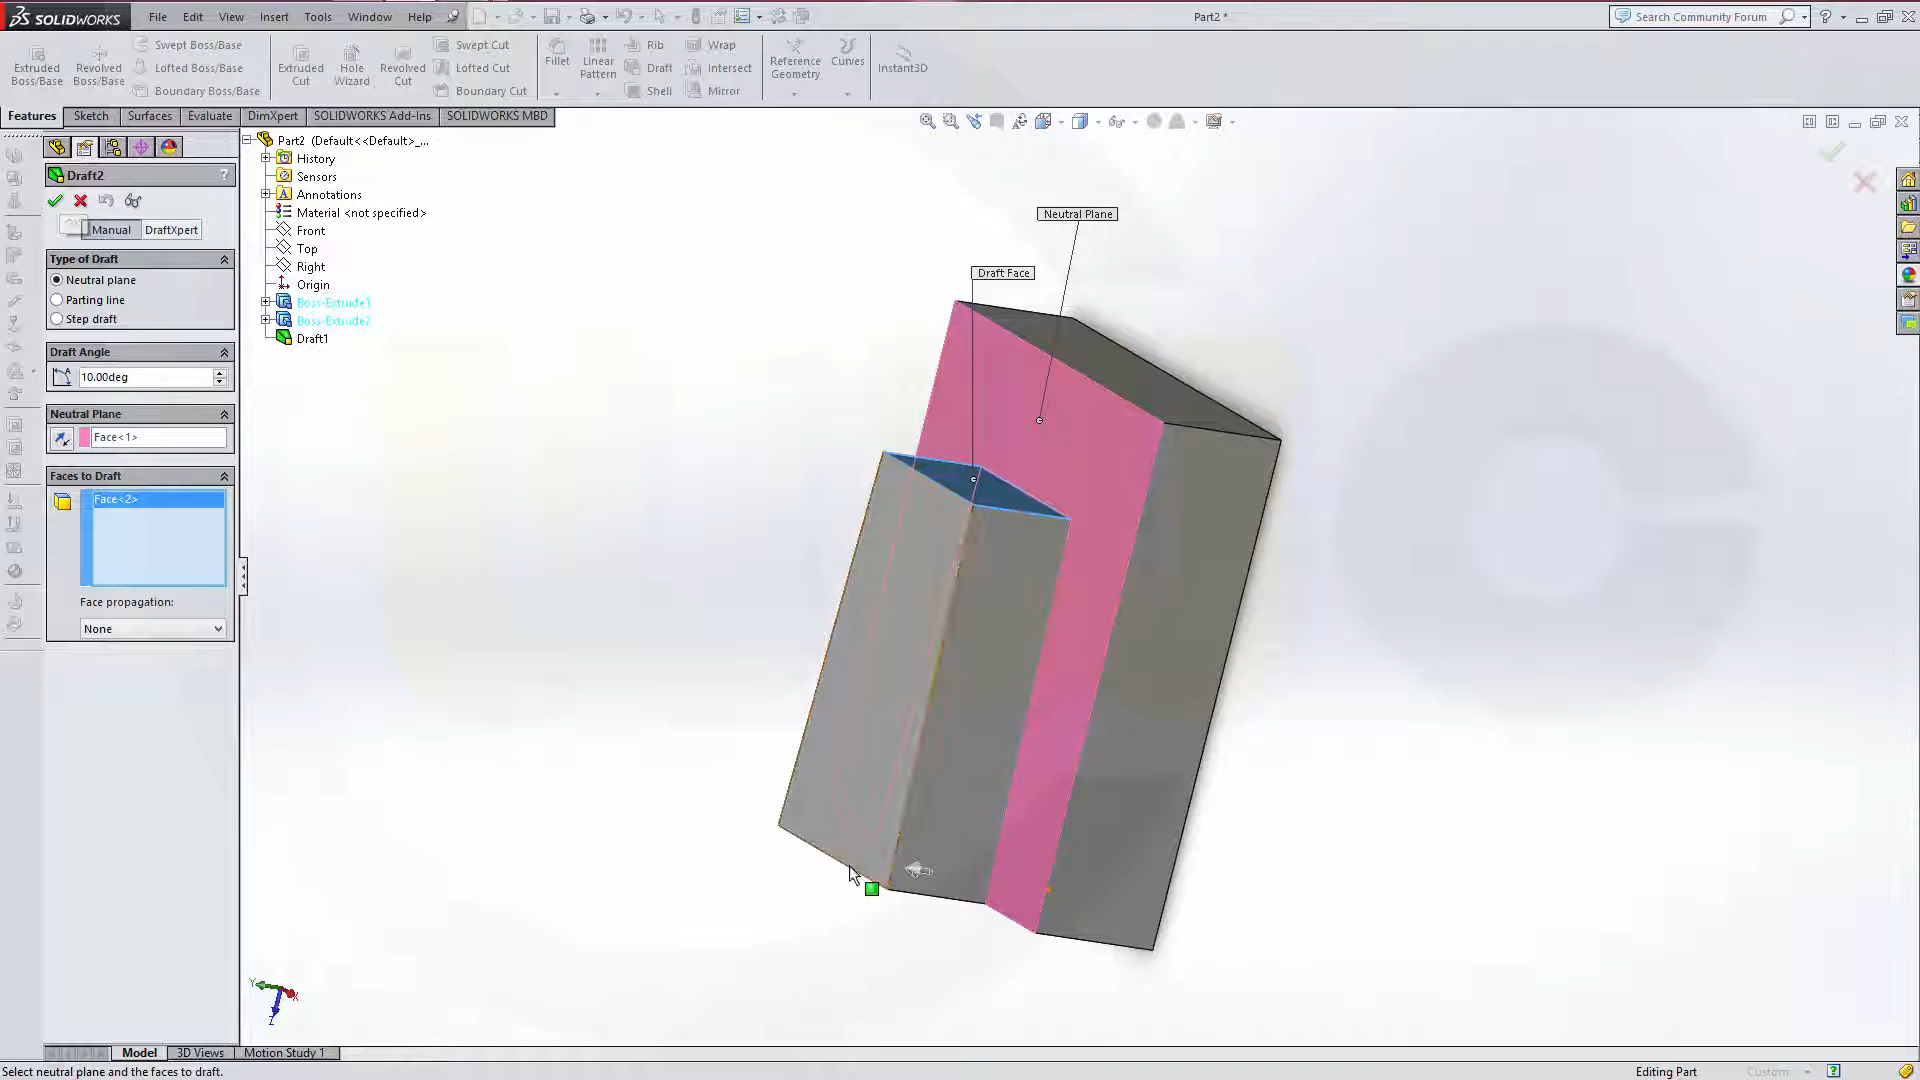 SOLIDWORKS
File Edit View Insert Tools Window Help
Part2 *
Search Community Forum
Extruded Boss/Base
Revolved Boss/Base
Swept Boss/Base
Lofted Boss/Base
Boundary Boss/Base
Extruded Cut
Hole Wizard
Revolved Cut
Swept Cut
Lofted Cut
Boundary Cut
Fillet
Linear Pattern
Rib
Draft
Shell
Wrap
Intersect
Mirror
Reference Geometry
Curves
Instant3D
Features Sketch Surfaces Evaluate DimXpert SOLIDWORKS Add-Ins SOLIDWORKS MBD
Part2 (Default<<Default>_...
History
Sensors
Annotations
Material <not specified>
Front
Top
Right
Origin
Boss-Extrude1
Boss-Extrude2
Draft1
Draft2
?
Manual DraftXpert
Type of Draft
Neutral plane
Parting line
Step draft
Draft Angle
10.00deg
Neutral Plane
Face<1>
Faces to Draft
Face<2>
Face propagation:
None
Neutral Plane
Draft Face
Y
X
Z
Model 3D Views Motion Study 1
Select neutral plane and the faces to draft.
Editing Part
Custom